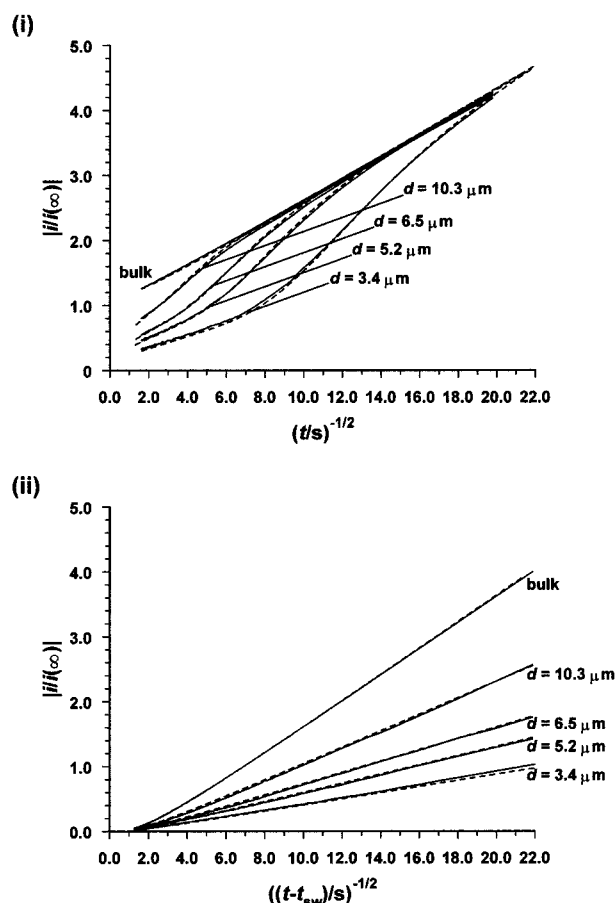 (i)
5.0
4.0
3.0
2.0
1.0
0
|i/i(∞)|
bulk
d = 10.3 μm
d = 6.5 μm
d = 5.2 μm
d = 3.4 μm
0.0 2.0 4.0 6.0 8.0 10.0 12.0 14.0 16.0 18.0 20.0 22.0
(t/s)^-1/2
(ii)
5.0
4.0
3.0
2.0
1.0
0.0
|i/i(∞)|
bulk
d = 10.3 μm
d = 6.5 μm
d = 5.2 μm
d = 3.4 μm
0.0 2.0 4.0 6.0 8.0 10.0 12.0 14.0 16.0 18.0 20.0 22.0
((t-tsw)/s)^-1/2